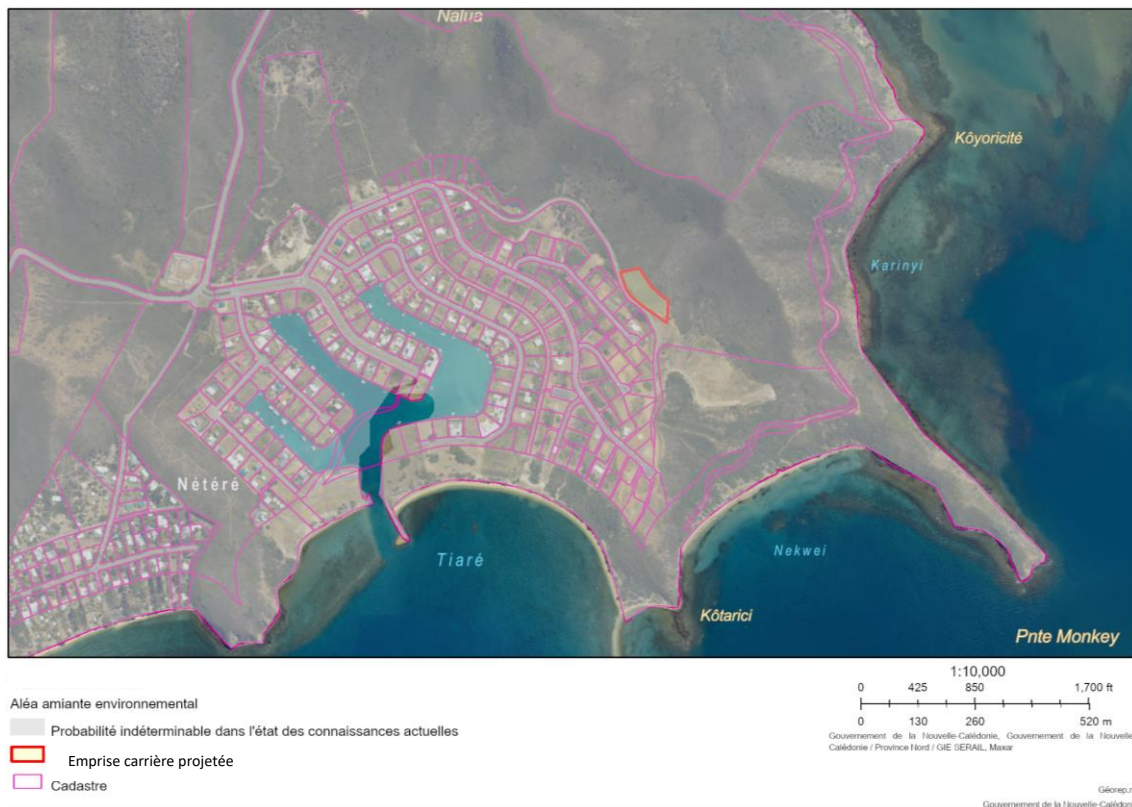 Nalua
Kôyoricité
Karinyi
Nétéré
Tiaré
Nekwei
Kôtarici
Pnte Monkey
Aléa amiante environnemental
Probabilité indéterminable dans l'état des connaissances actuelles
Emprise carrière projetée
Cadastre
1:10,000
0 425 850 1,700 ft
0 130 260 520 m
Gouvernement de la Nouvelle-Calédonie, Gouvernement de la Nouvelle
Calédonie / Province Nord / GIE SERAIL, Maxar
Géorep.n
Gouvernement de la Nouvelle-Calédon